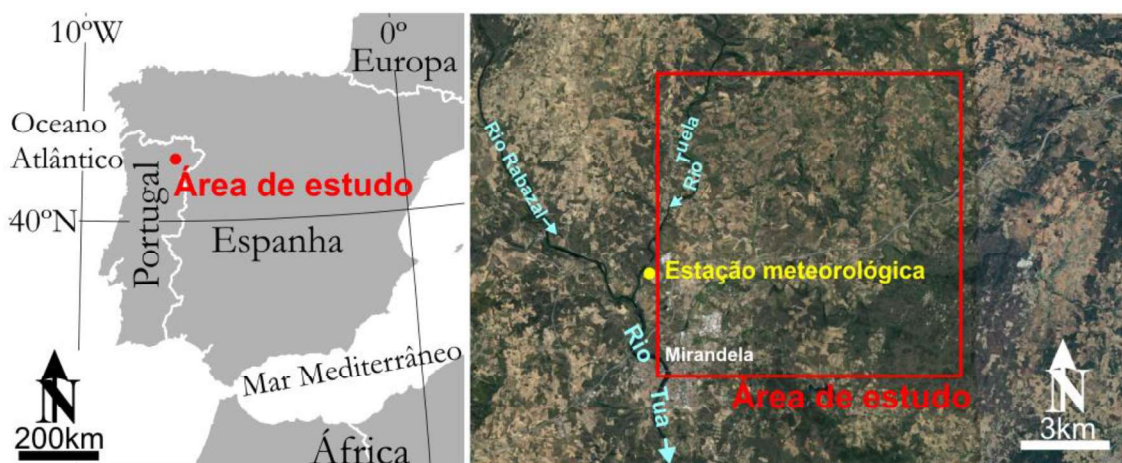 10ºW
0º
Europa
Oceano
Atlântico
Portugal
Área de estudo
40ºN
Espanha
Mar Mediterrâneo
N
200km
África
Rio Rabaçal
Tuela
Rio
Estação meteorológica
Rio
Mirandela
Tua
Área de estudo
N
3km